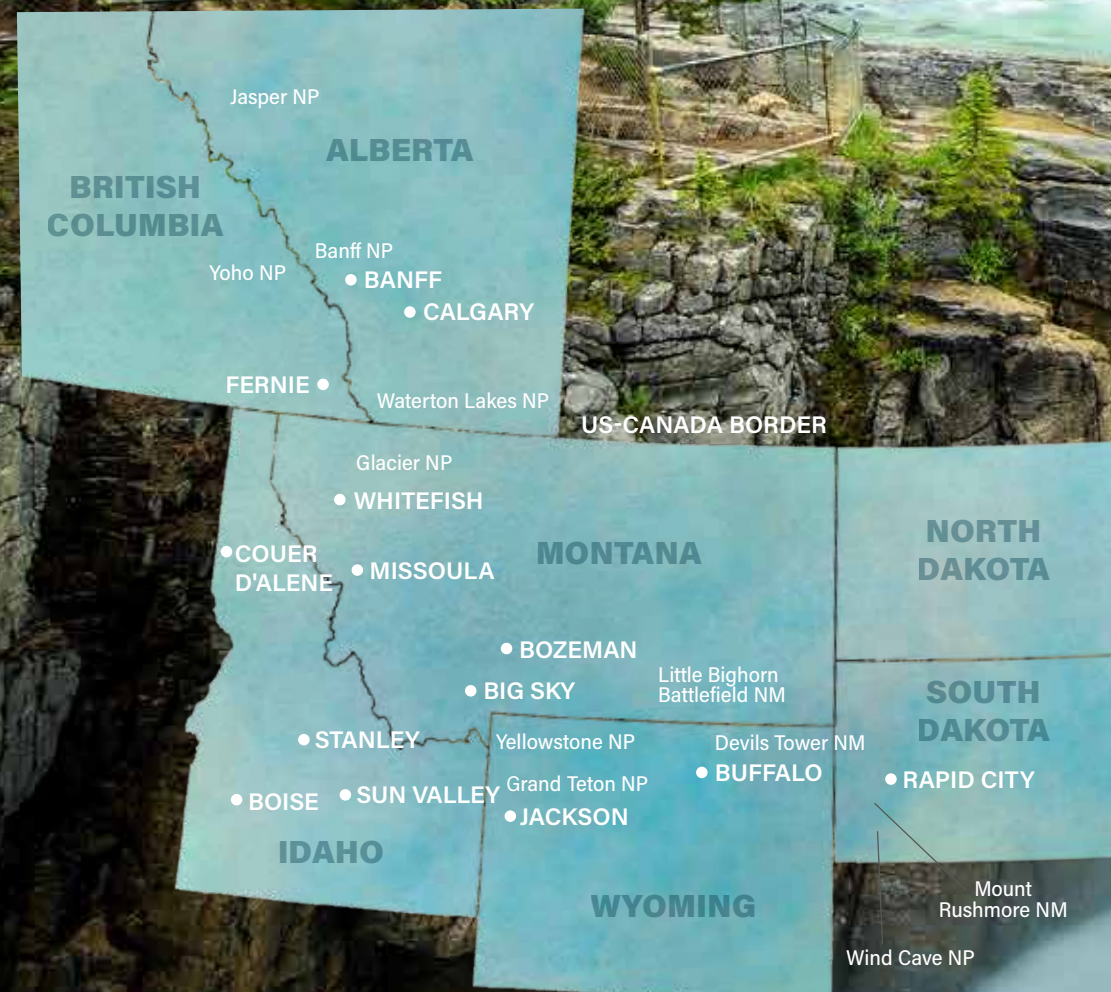 Jasper NP
ALBERTA
BRITISH
COLUMBIA
Banff NP
Yoho NP
BANFF
CALGARY
FERNIE
Waterton Lakes NP
US-CANADA BORDER
Glacier NP
WHITEFISH
NORTH
DAKOTA
COUER
D'ALENE
MONTANA
MISSOULA
BOZEMAN
Little Bighorn
Battlefield NM
BIG SKY
SOUTH
DAKOTA
STANLEY
Yellowstone NP
Devils Tower NM
BUFFALO
RAPID CITY
Grand Teton NP
SUN VALLEY
BOISE
JACKSON
IDAHO
WYOMING
Mount
Rushmore NM
Wind Cave NP